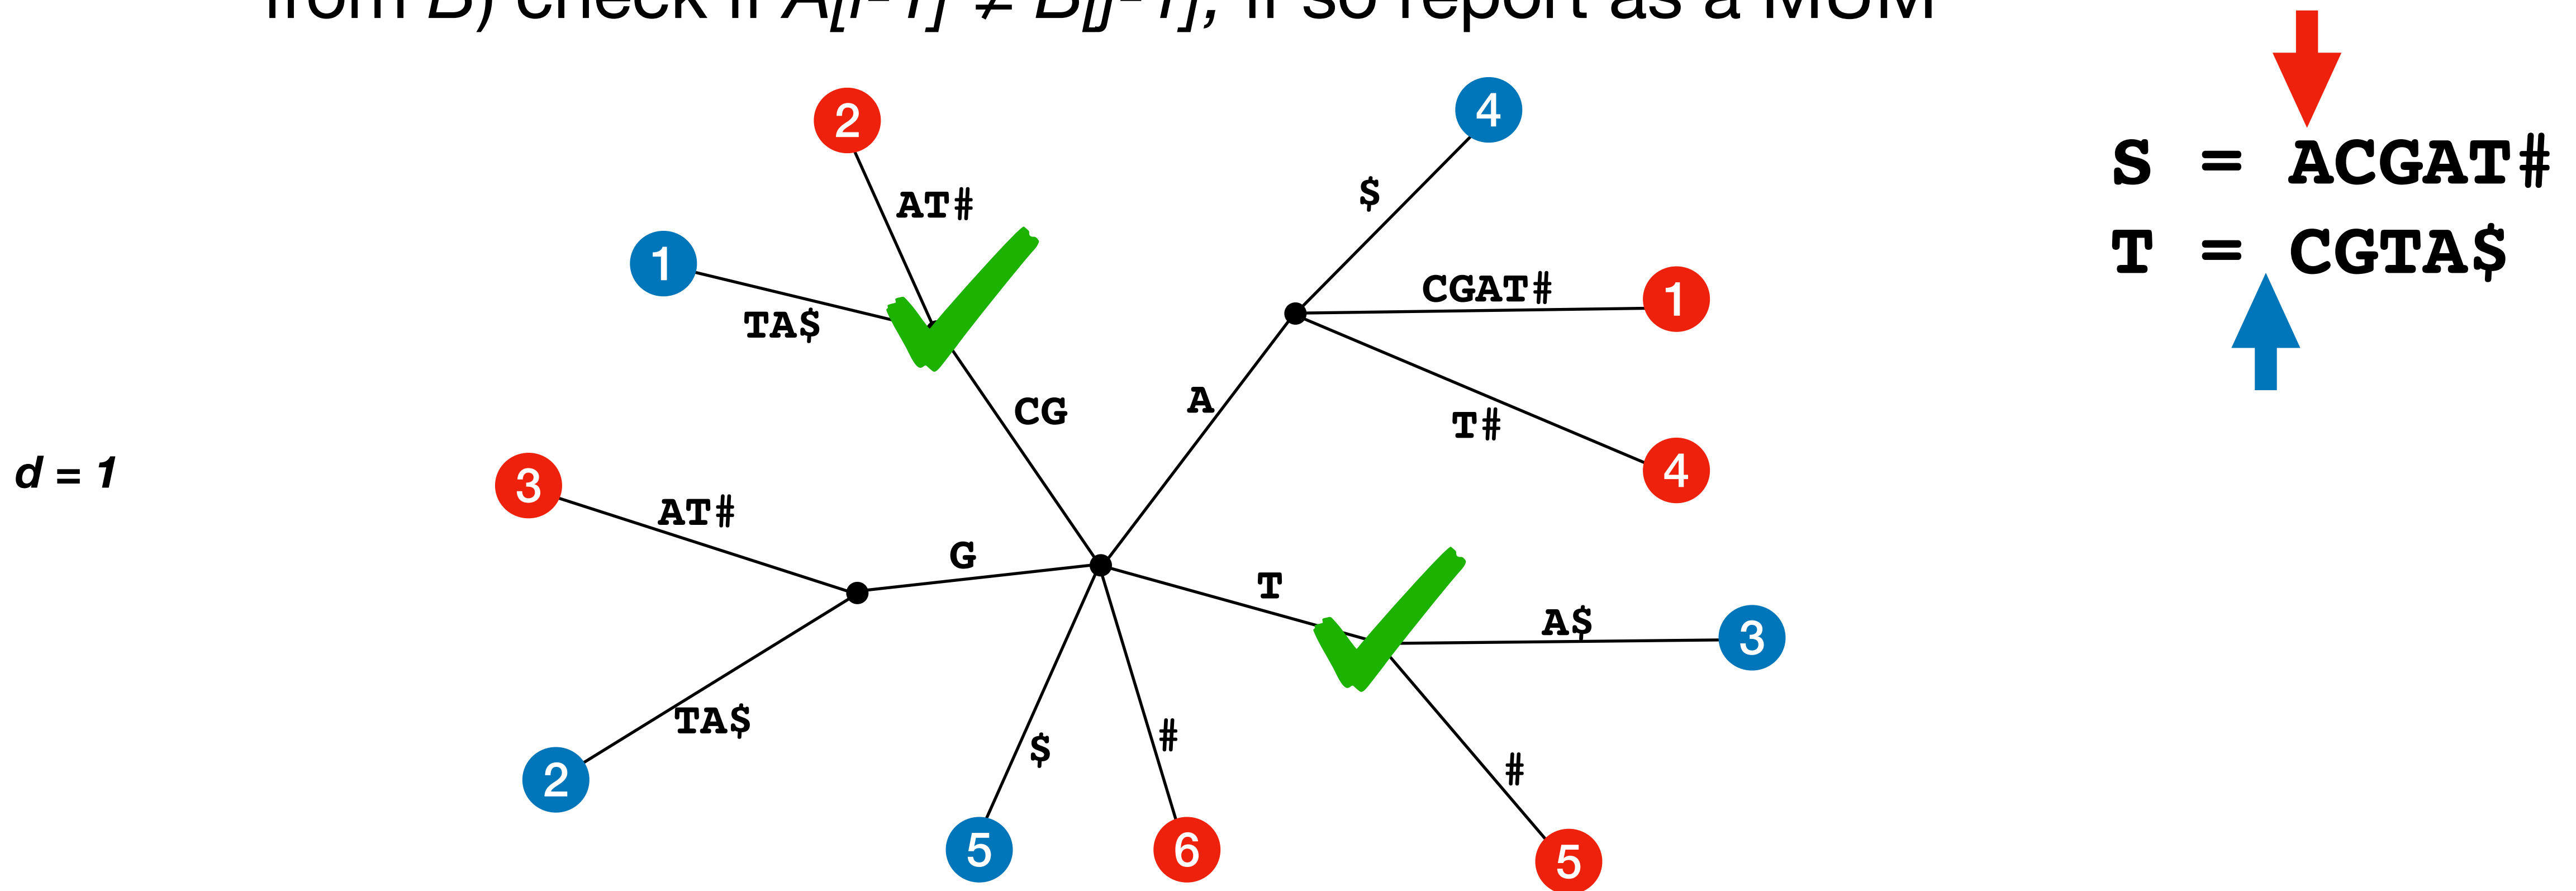 from B) check if A[i-1] ≠ B[j-1], if so report as a MUM
2
4
S = ACGAT#
AT#
$
1
T = CGTA$
CGAT#
1
TA$
CG
A
T#
d = 1
3
4
AT#
G
T
A$
3
TA$
$
#
#
2
5
6
5